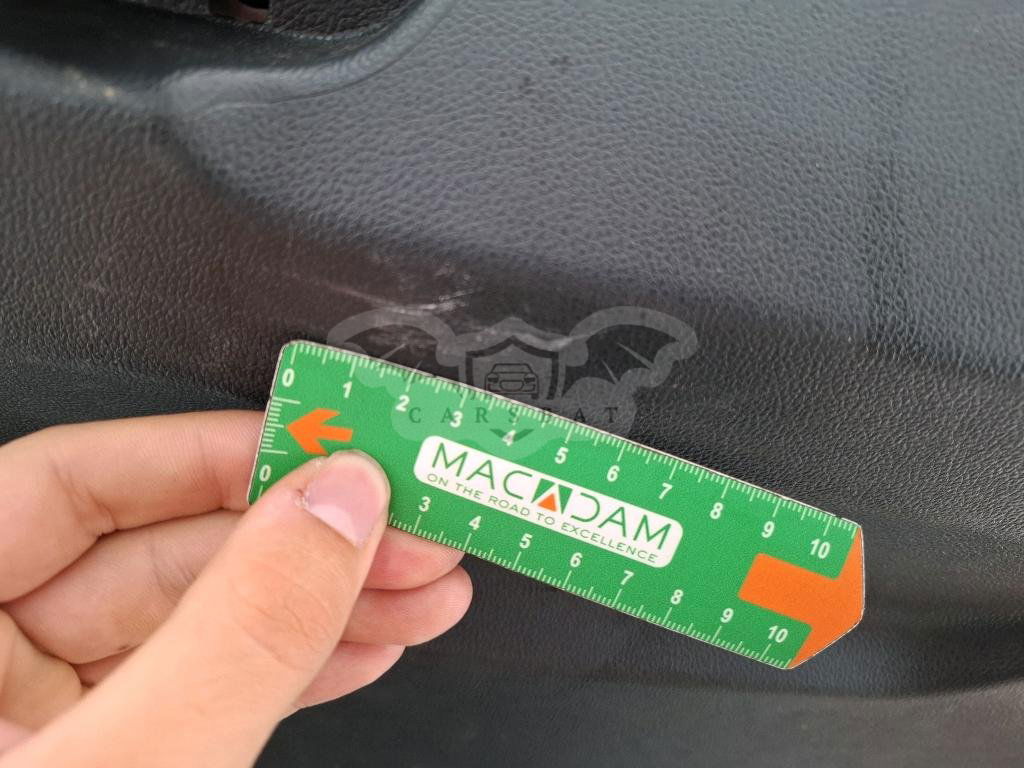 0 1 2 3 4 5 6 7 8 9 10
CARSBAT
MACADAM
ON THE ROAD TO EXCELLENCE
0 3 4 5 6 7 8 9 10